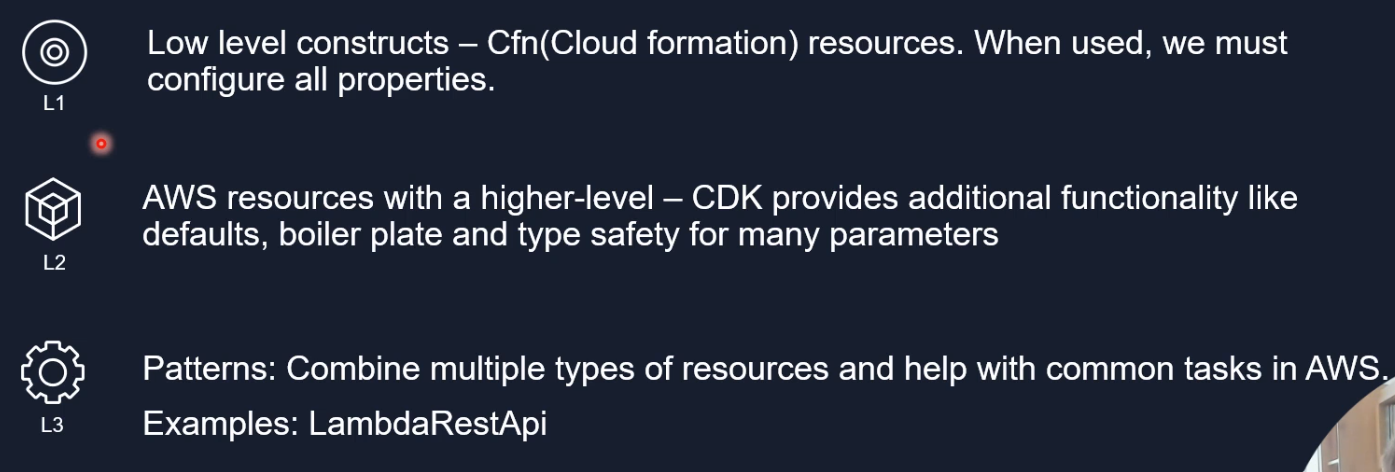 Low level constructs – Cfn(Cloud formation) resources. When used, we must
configure all properties.
L1
AWS resources with a higher-level – CDK provides additional functionality like
defaults, boiler plate and type safety for many parameters
L2
Patterns: Combine multiple types of resources and help with common tasks in AWS.
Examples: LambdaRestApi
L3